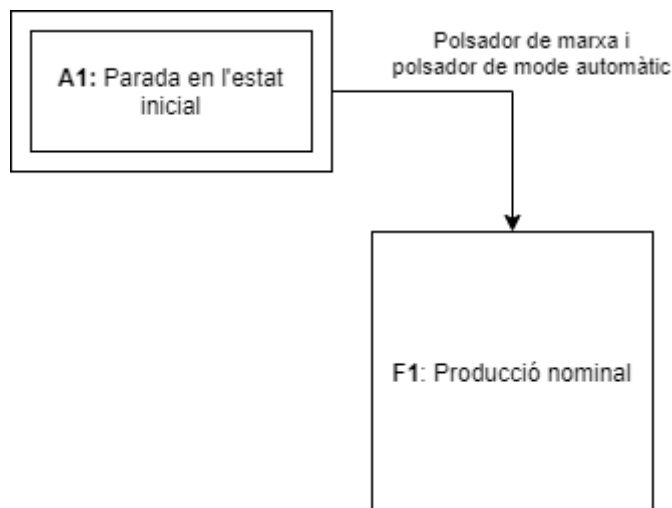 A1: Parada en l'estat
inicial
Polsador de marxa i
polsador de mode automàtic
F1: Producció nominal